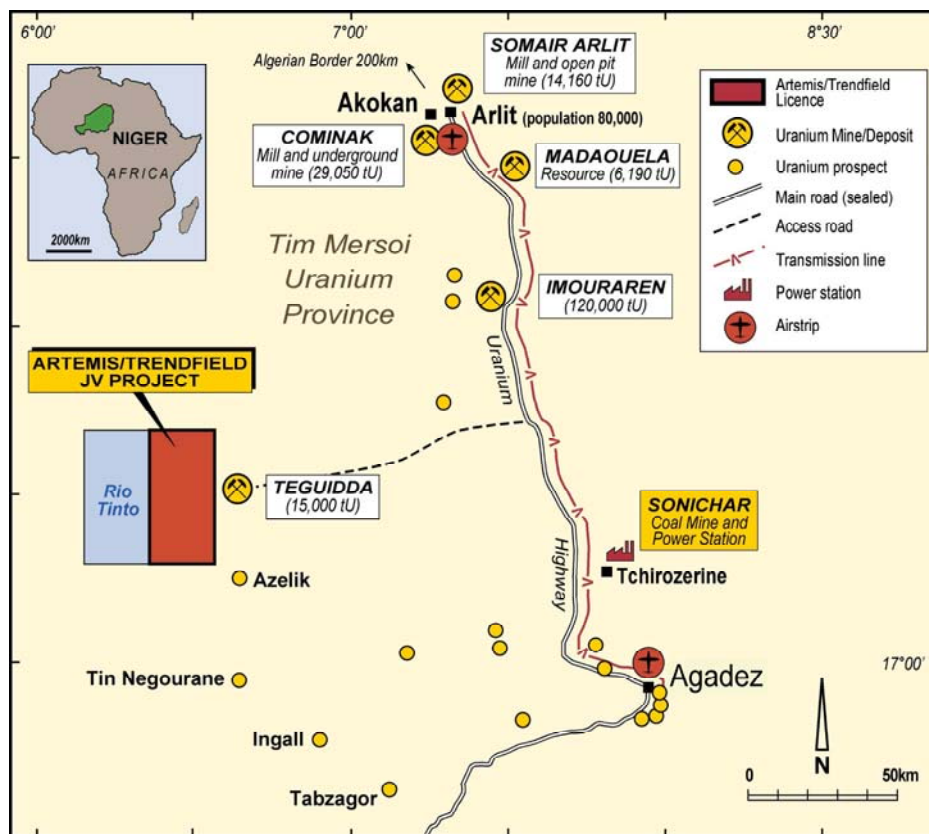 6°00'
7°00'
8°30'
NIGER
AFRICA
2000km
Algerian Border 200km
SOMAIR ARLIT
Mill and open pit
mine (14,160 tU)
Akokan
Arlit (population 80,000)
COMINAK
Mill and underground
mine (29,050 tU)
MADAOUELA
Resource (6,190 tU)
Artemis/Trendfield
Licence
Uranium Mine/Deposit
Uranium prospect
Main road (sealed)
Access road
Transmission line
Power station
Airstrip
Tim Mersoi
Uranium
Province
IMOURAREN
(120,000 tU)
Uranium
Highway
ARTEMIS/TRENDFIELD
JV PROJECT
Rio
Tinto
TEGUIDDA
(15,000 tU)
SONICHAR
Coal Mine and
Power Station
Tchirozerine
Azelik
17°00'
Tin Negourane
Agadez
Ingall
Tabzagor
N
0 50km